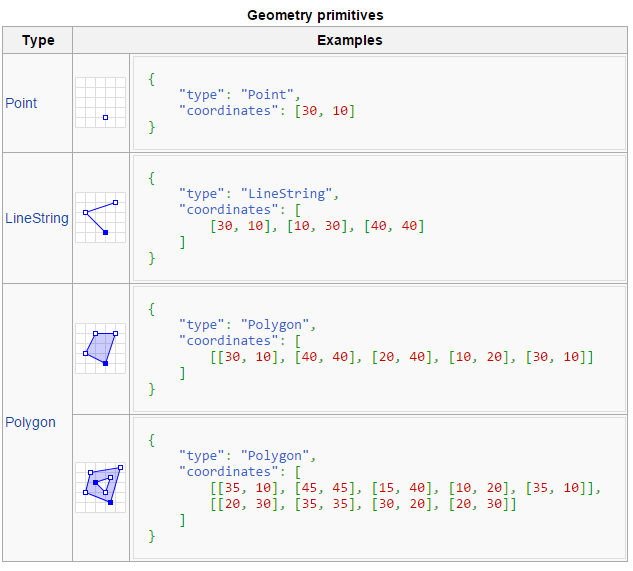 Geometry primitives
Type Examples
Point
{
    "type": "Point",
    "coordinates": [30, 10]
}
LineString
{
    "type": "LineString",
    "coordinates": [
        [30, 10], [10, 30], [40, 40]
    ]
}
Polygon
{
    "type": "Polygon",
    "coordinates": [
        [[30, 10], [40, 40], [20, 40], [10, 20], [30, 10]]
    ]
}
{
    "type": "Polygon",
    "coordinates": [
        [[35, 10], [45, 45], [15, 40], [10, 20], [35, 10]],
        [[20, 30], [35, 35], [30, 20], [20, 30]]
    ]
}